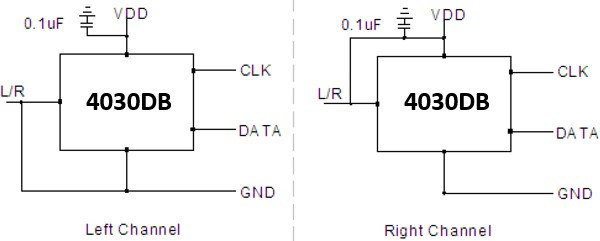 0.1uF
VDD
L/R
4030DB
CLK
DATA
GND
Left Channel
0.1uF
VDD
L/R
4030DB
CLK
DATA
GND
Right Channel